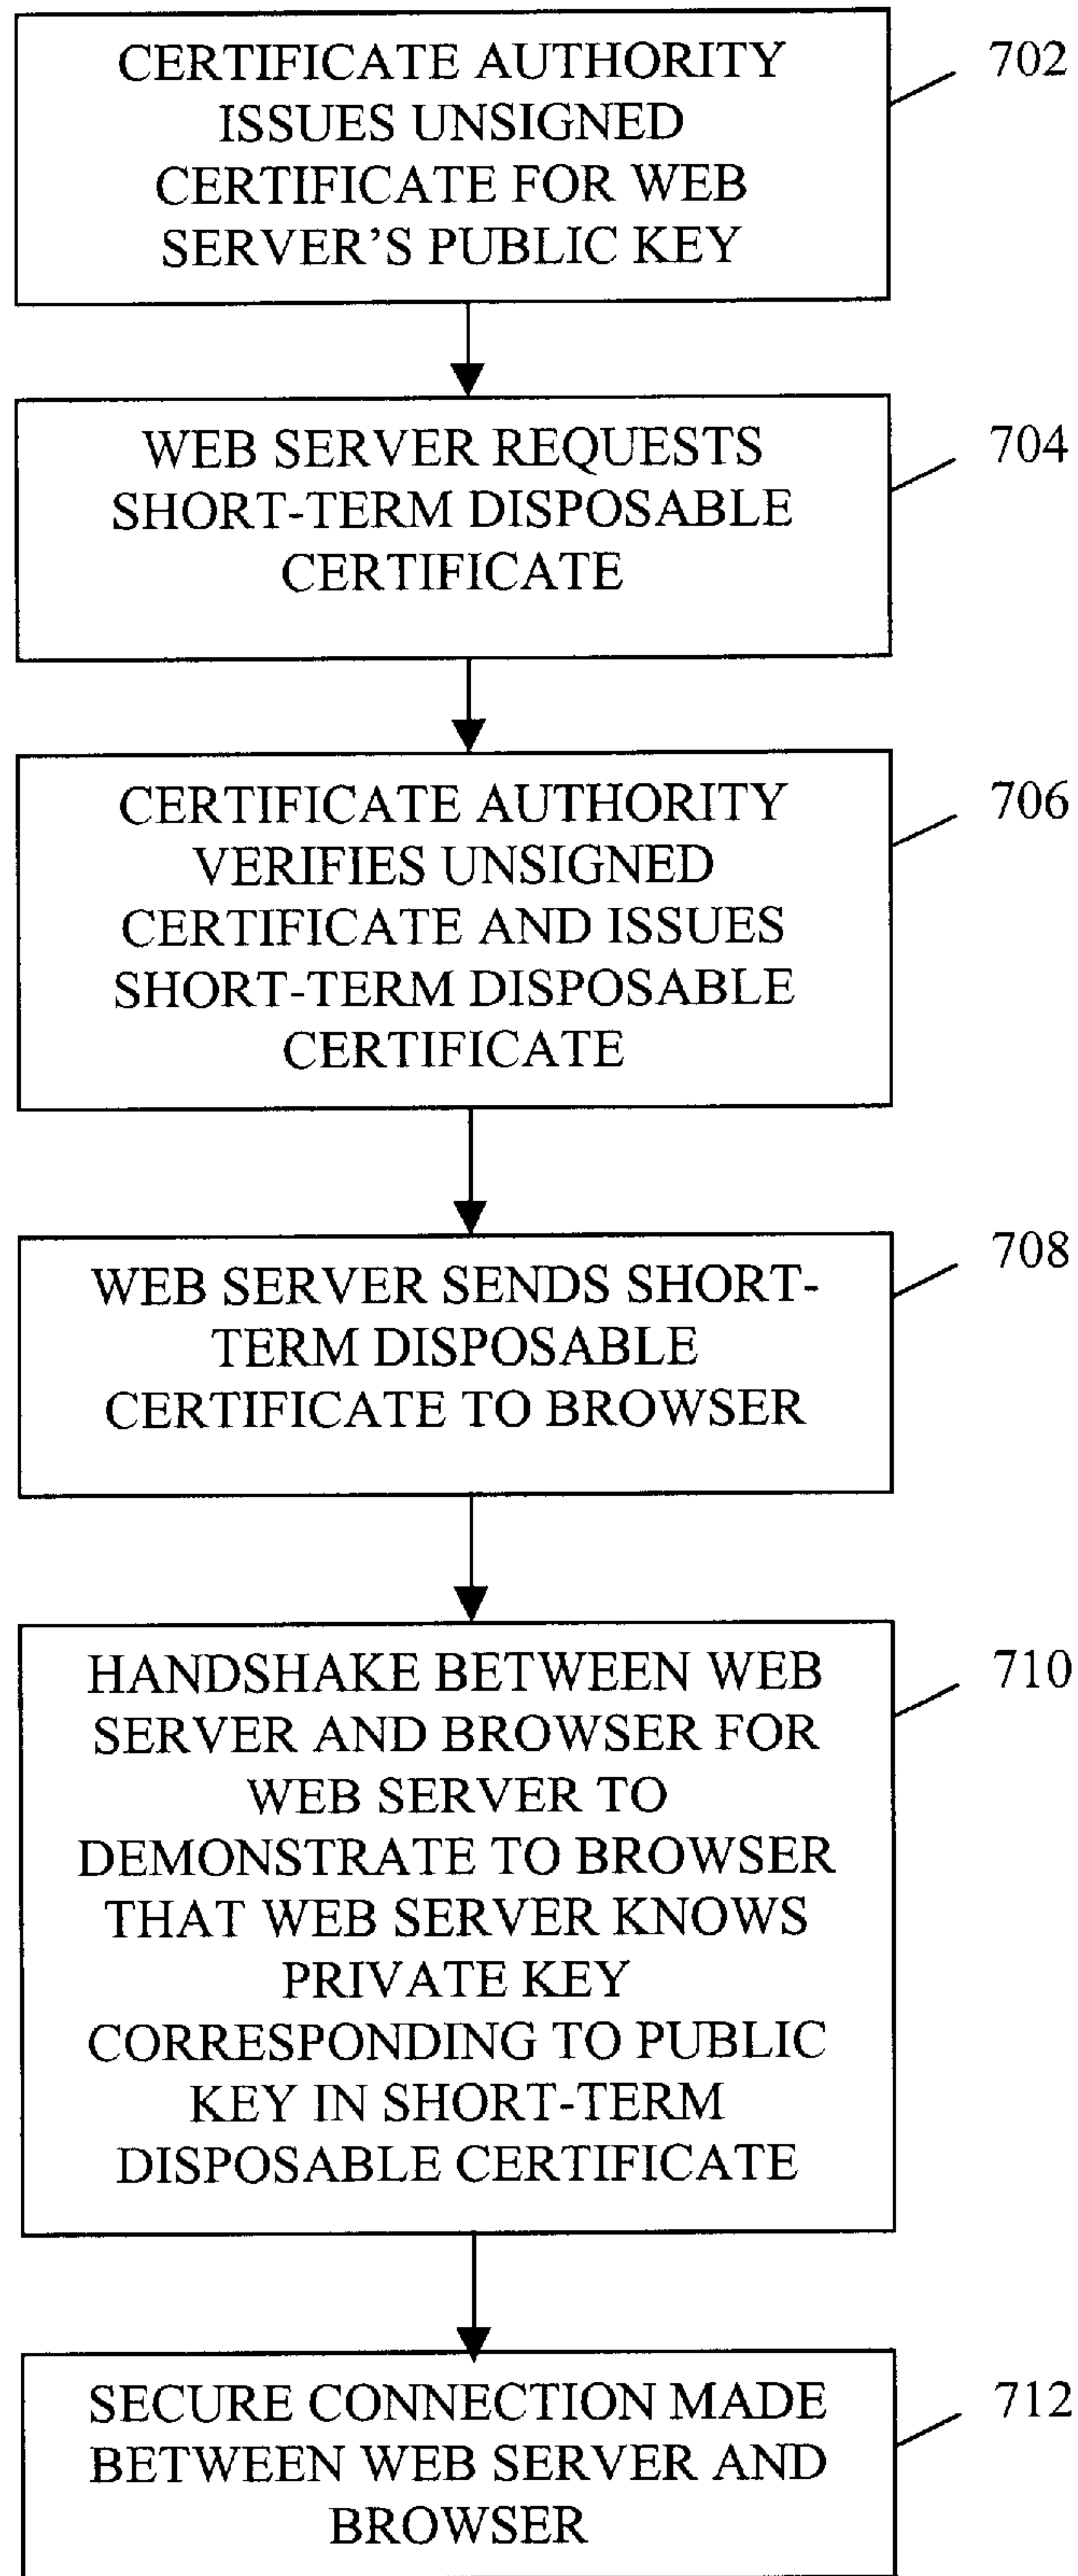 CERTIFICATE AUTHORITY
ISSUES UNSIGNED
CERTIFICATE FOR WEB
SERVER'S PUBLIC KEY
702
WEB SERVER REQUESTS
SHORT-TERM DISPOSABLE
CERTIFICATE
704
CERTIFICATE AUTHORITY
VERIFIES UNSIGNED
CERTIFICATE AND ISSUES
SHORT-TERM DISPOSABLE
CERTIFICATE
706
WEB SERVER SENDS SHORT-
TERM DISPOSABLE
CERTIFICATE TO BROWSER
708
HANDSHAKE BETWEEN WEB
SERVER AND BROWSER FOR
WEB SERVER TO
DEMONSTRATE TO BROWSER
THAT WEB SERVER KNOWS
PRIVATE KEY
CORRESPONDING TO PUBLIC
KEY IN SHORT-TERM
DISPOSABLE CERTIFICATE
710
SECURE CONNECTION MADE
BETWEEN WEB SERVER AND
BROWSER
712